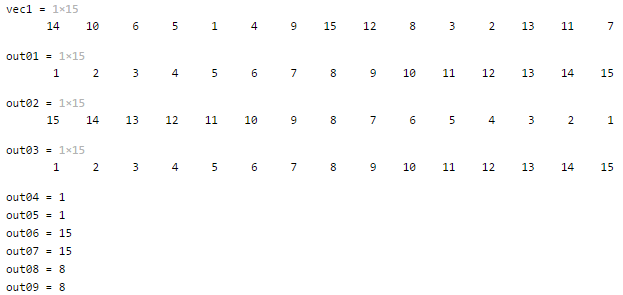 vec1 = 1×15
14 10 6 5 1 4 9 15 12 8 3 2 13 11 7
out01 = 1×15
1 2 3 4 5 6 7 8 9 10 11 12 13 14 15
out02 = 1×15
15 14 13 12 11 10 9 8 7 6 5 4 3 2 1
out03 = 1×15
1 2 3 4 5 6 7 8 9 10 11 12 13 14 15
out04 = 1
out05 = 1
out06 = 15
out07 = 15
out08 = 8
out09 = 8